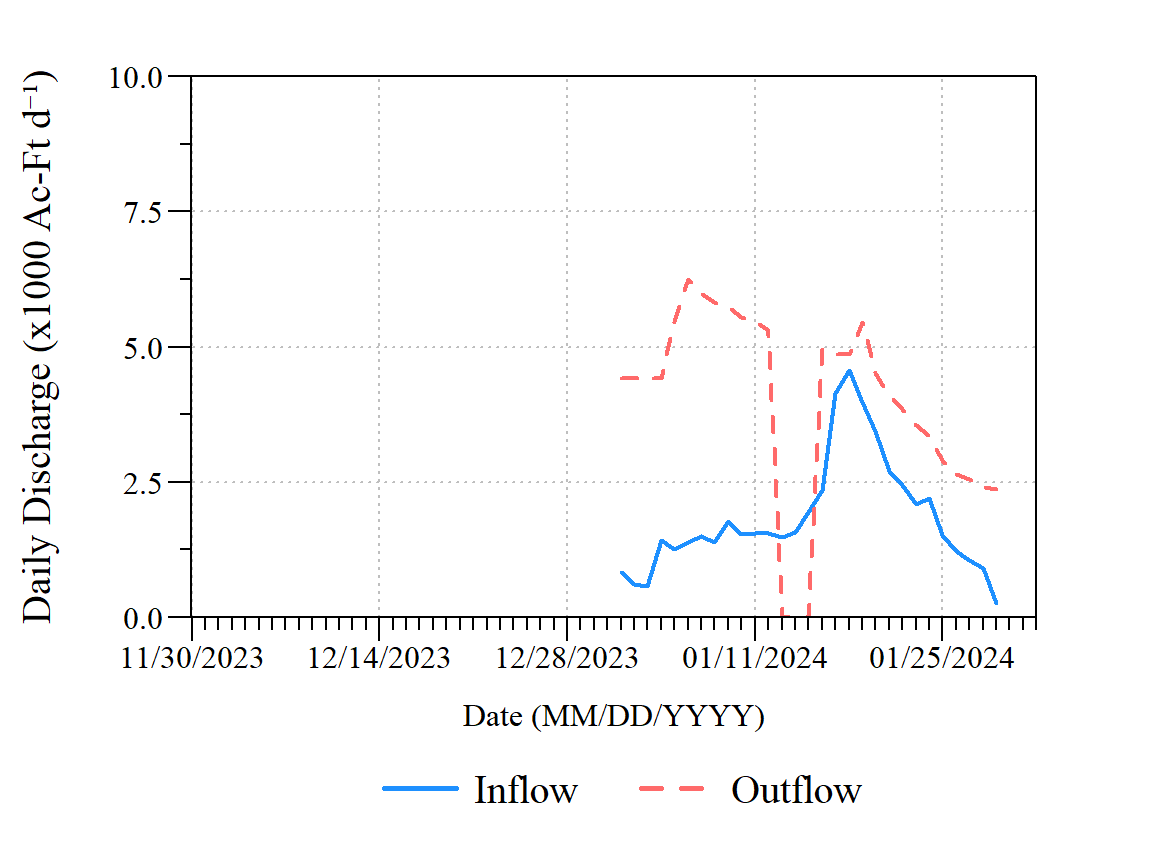 Daily Discharge (x1000 Ac-Ft d⁻¹)
10.0
7.5
5.0
2.5
0.0
11/30/2023 12/14/2023 12/28/2023 01/11/2024 01/25/2024
Date (MM/DD/YYYY)
Inflow Outflow